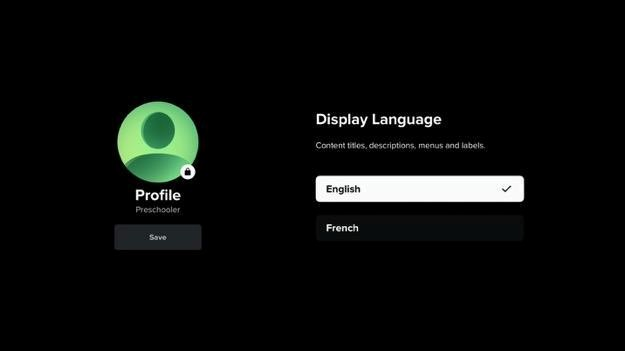 Profile
Preschooler
Save
Display Language
Content titles, descriptions, menus and labels.
English
French